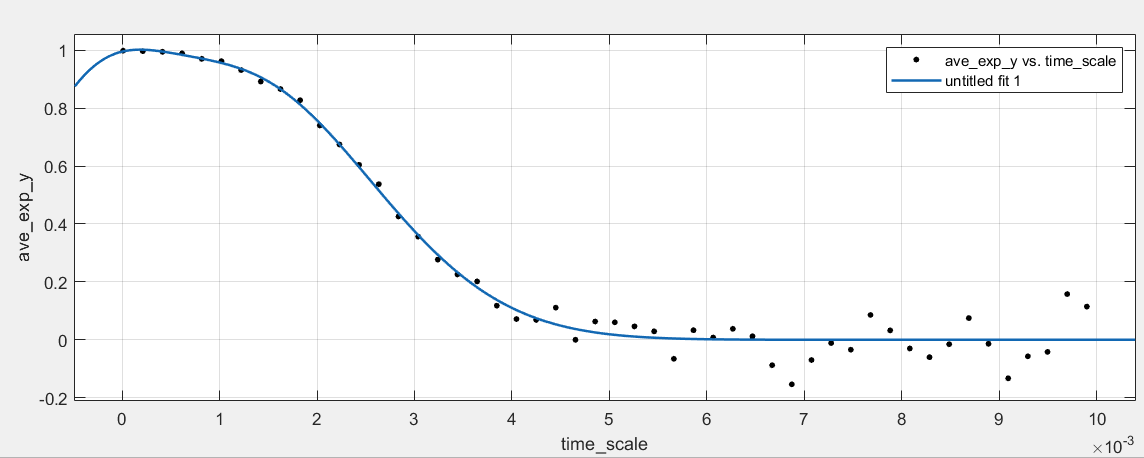 ave_exp_y vs. time_scale
untitled fit 1
1
0.8
0.6
0.4
0.2
0
-0.2
ave_exp_y
0 1 2 3 4 5 6 7 8 9 10
time_scale
×10-3